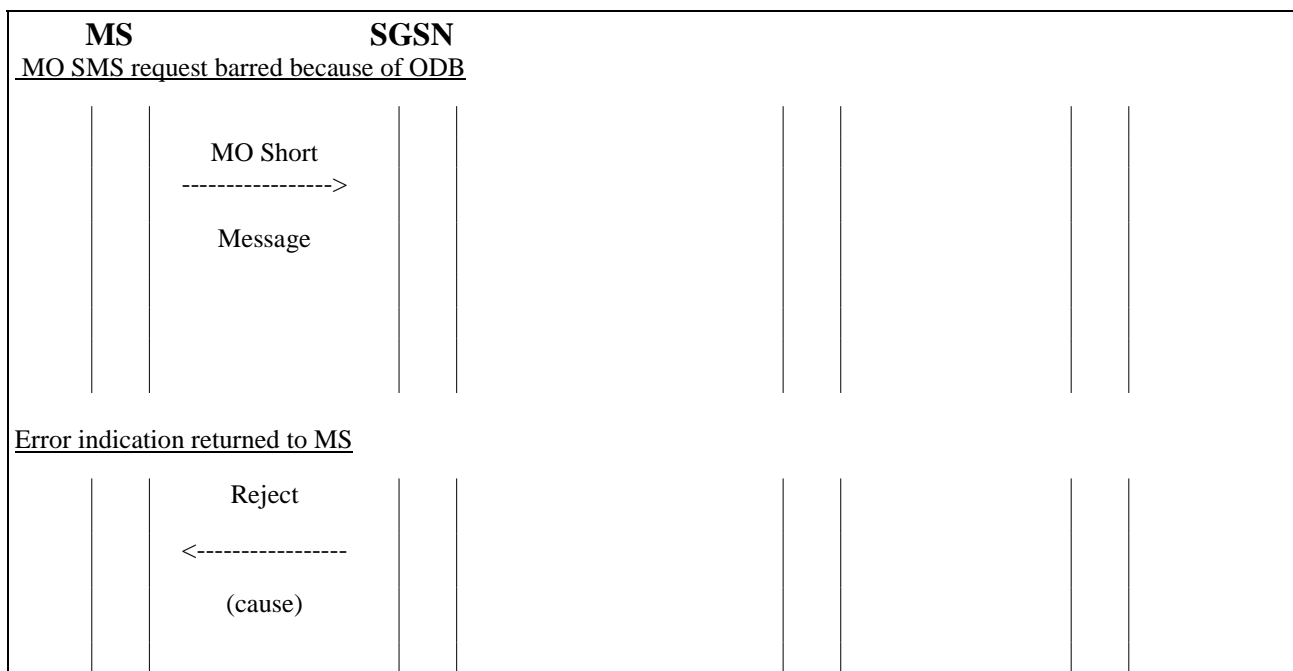 MS SGSN
MO SMS request barred because of ODB
MO Short
----------------->
Message
Error indication returned to MS
Reject
<-----------------
(cause)